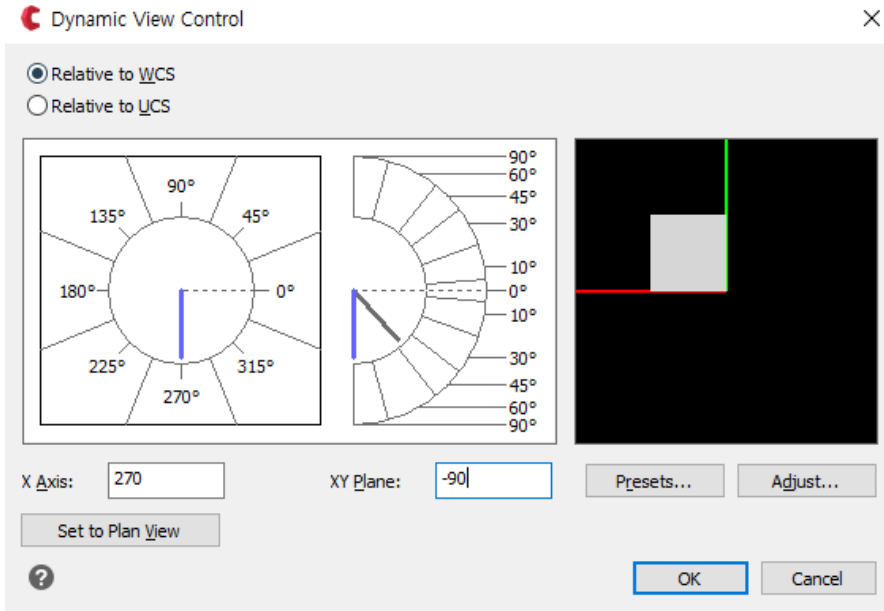 Dynamic View Control
Relative to WCS
Relative to UCS
90°
135° 45°
180° 0°
225° 315°
270°
90°
60°
45°
30°
10°
0°
10°
30°
45°
60°
90°
X Axis: 270 XY Plane: -90 Presets... Adjust...
Set to Plan View
? OK Cancel